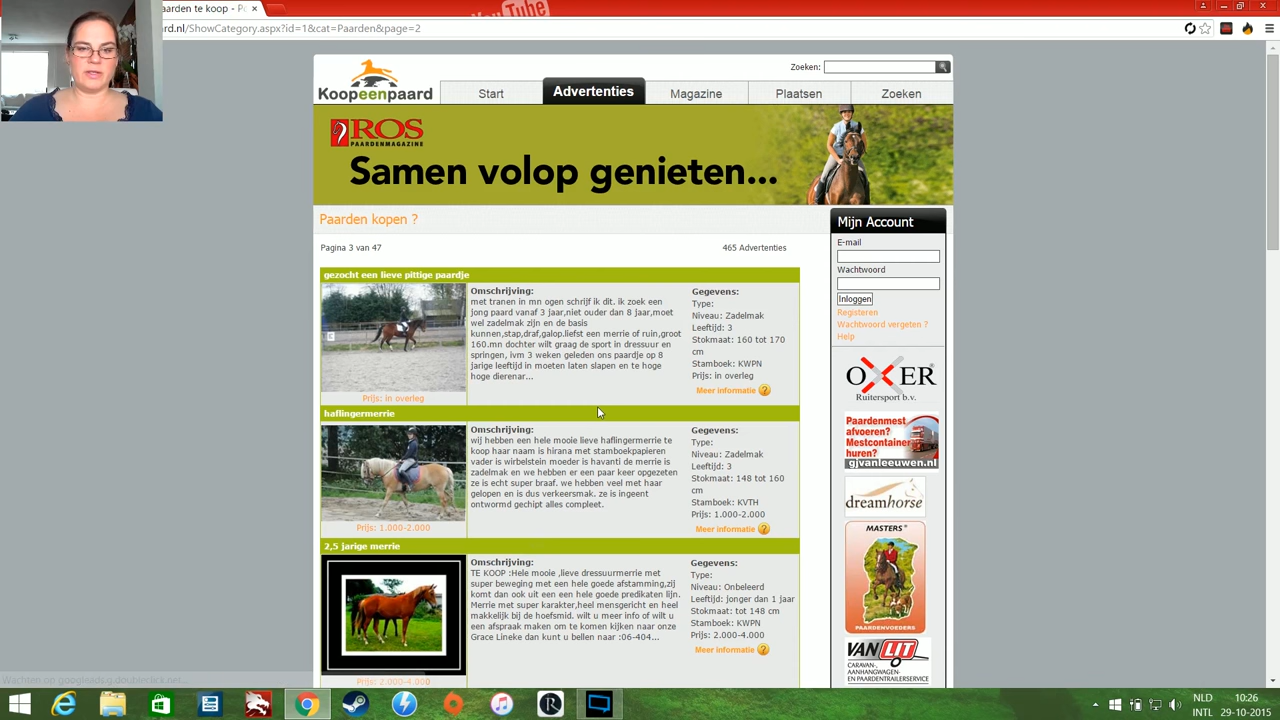 aarden te koop - P
YouTube
ard.nl/ShowCategory.aspx?id=1&cat=Paarden&page=2
Zoeken:
Koopeenpaard
Start
Advertenties
Magazine
Plaatsen
Zoeken
ROS
PAARDENMAGAZINE
Samen volop genieten...
Paarden kopen ?
Pagina 3 van 47
465 Advertenties
gezocht een lieve pittige paardje
Omschrijving:
met tranen in mn ogen schrijf ik dit. ik zoek een
jong paard vanaf 3 jaar,niet ouder dan 8 jaar,moet
wel zadelmak zijn en de basis
kunnen,stap,draf,galop.liefst een merrie of ruin,groot
160.mn dochter wilt graag de sport in dressuur en
springen, ivm 3 weken geleden ons paardje op 8
jarige leeftijd in moeten laten slapen en te hoge
hoge dierenar...
Gegevens:
Type:
Niveau: Zadelmak
Leeftijd: 3
Stokmaat: 160 tot 170
cm
Stamboek: KWPN
Prijs: in overleg
Meer informatie ?
Prijs: in overleg
haflingermerrie
Omschrijving:
wij hebben een hele mooie lieve haflingermerrie te
koop haar naam is hirana met stamboekpapieren
vader is wirbelstein moeder is havanti de merrie is
zadelmak en we hebben er een paar keer opgezeten
ze is echt super braaf. we hebben veel met haar
gelopen en is dus verkeersmak. ze is ingeent
ontwormd gechipt alles compleet.
Gegevens:
Type:
Niveau: Zadelmak
Leeftijd: 3
Stokmaat: 148 tot 160
cm
Stamboek: KVTH
Prijs: 1.000-2.000
Meer informatie ?
Prijs: 1.000-2.000
2,5 jarige merrie
Omschrijving:
TE KOOP :Hele mooie ,lieve dressuurmerrie met
super beweging met een hele goede afstamming,zij
komt dan ook uit een een hele goede predikaten lijn.
Merrie met super karakter,heel mensgericht en heel
makkelijk bij de hoefsmid. wilt u meer info of wilt u
een afspraak maken om te komen kijken naar onze
Grace Lineke dan kunt u bellen naar :06-404...
Gegevens:
Type:
Niveau: Onbeleerd
Leeftijd: jonger dan 1 jaar
Stokmaat: tot 148 cm
Stamboek: KWPN
Prijs: 2.000-4.000
Meer informatie ?
Prijs: 2.000-4.000
Mijn Account
E-mail
Wachtwoord
Inloggen
Registeren
Wachtwoord vergeten ?
Help
OXER
Ruitersport b.v.
Paardenmest
afvoeren?
Mestcontainer
huren?
gjvanleeuwen.nl
dreamhorse
MASTERS
PAARDENVOEDERS
VAN LIT
CARAVAN-,
AANHANGWAGEN-
EN PAARDENTRAILERSERVICE
NLD
INTL
10:26
29-10-2015